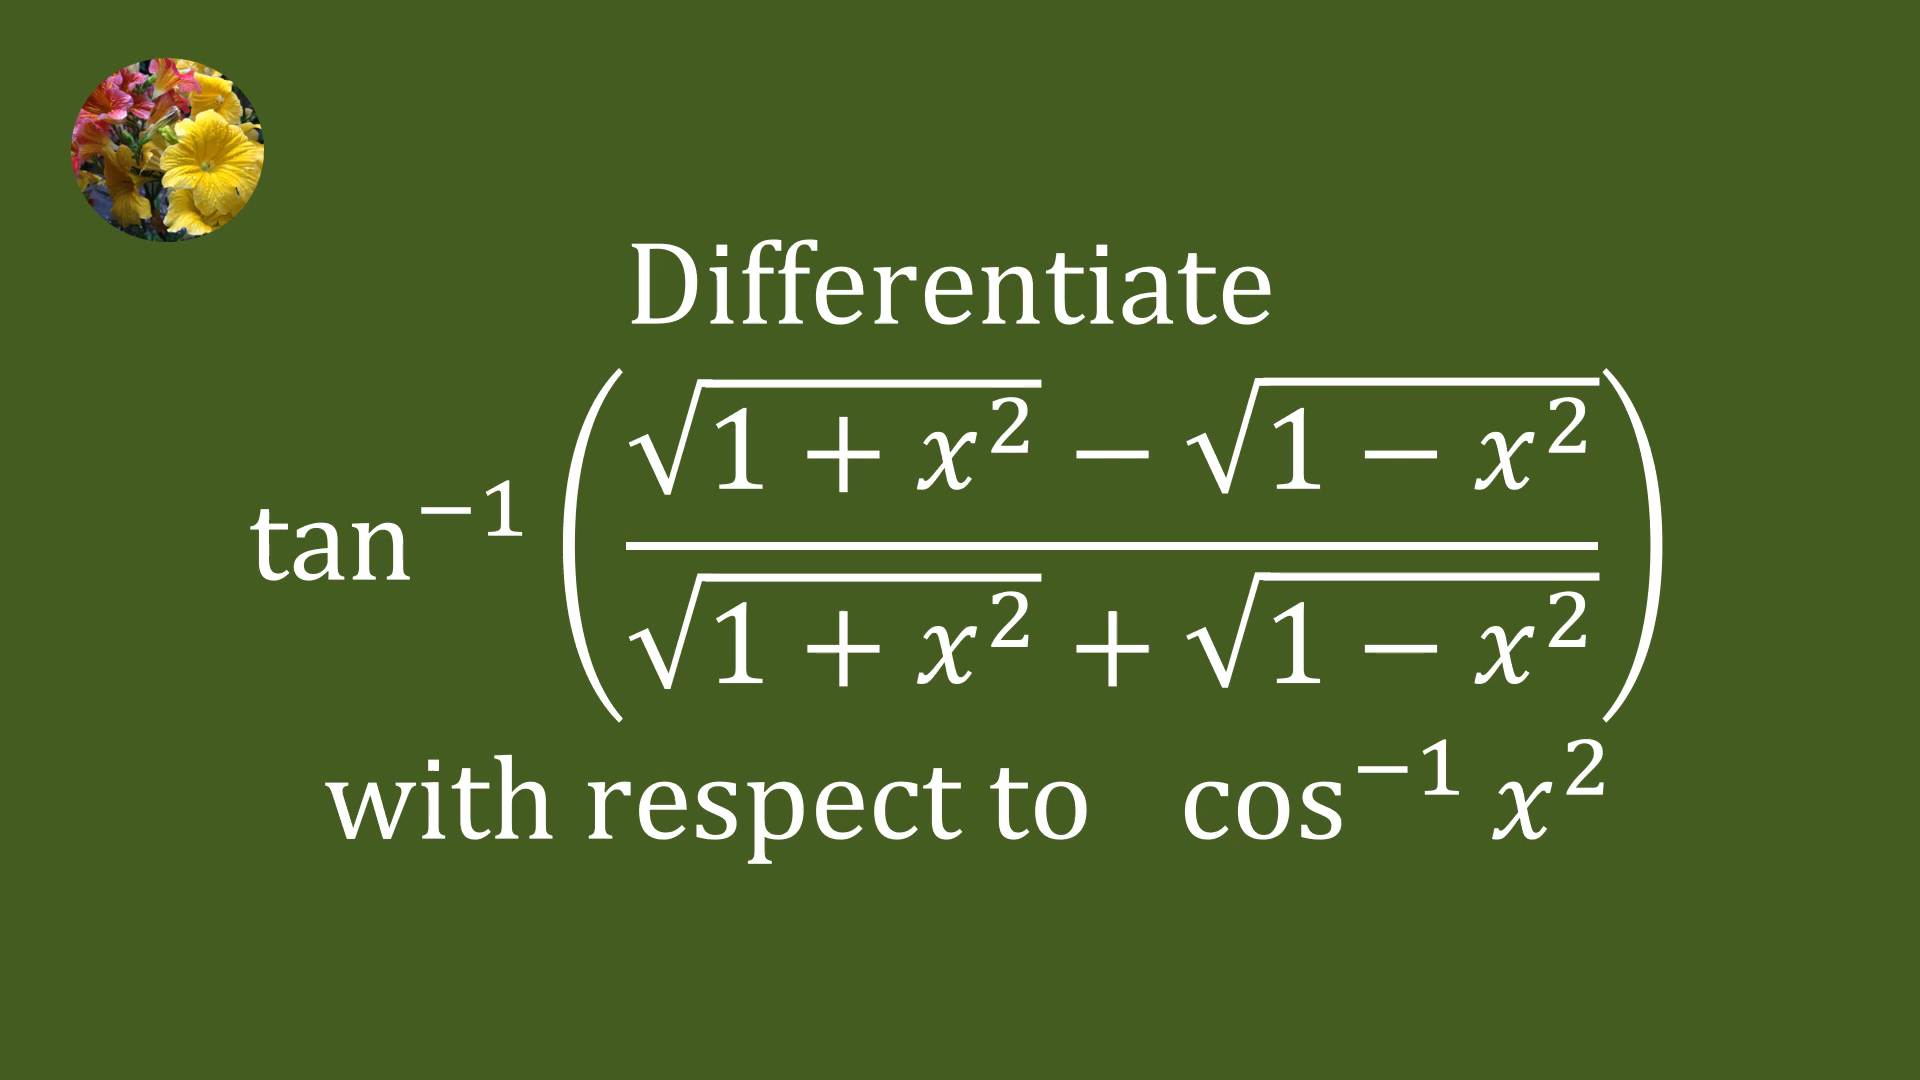 Differentiate
tan⁻¹ ( (√(1 + x²) − √(1 − x²)) / (√(1 + x²) + √(1 − x²)) )
with respect to cos⁻¹ x²